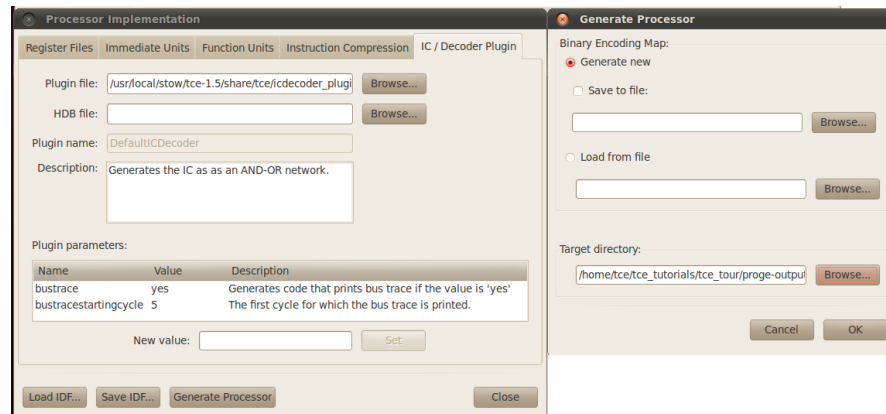 Processor Implementation
Register Files Immediate Units Function Units Instruction Compression IC / Decoder Plugin
Plugin file: /usr/local/stow/tce-1.5/share/tce/icdecoder_plugi Browse...
HDB file: Browse...
Plugin name: DefaultICDecoder
Description: Generates the IC as as an AND-OR network.
Plugin parameters:
Name Value Description
bustrace yes Generates code that prints bus trace if the value is 'yes'
bustracestartingcycle 5 The first cycle for which the bus trace is printed.
New value: Set
Load IDF... Save IDF... Generate Processor Close
Generate Processor
Binary Encoding Map:
Generate new
Save to file:
Browse...
Load from file
Browse...
Target directory:
/home/tce/tce_tutorials/tce_tour/proge-output Browse...
Cancel OK